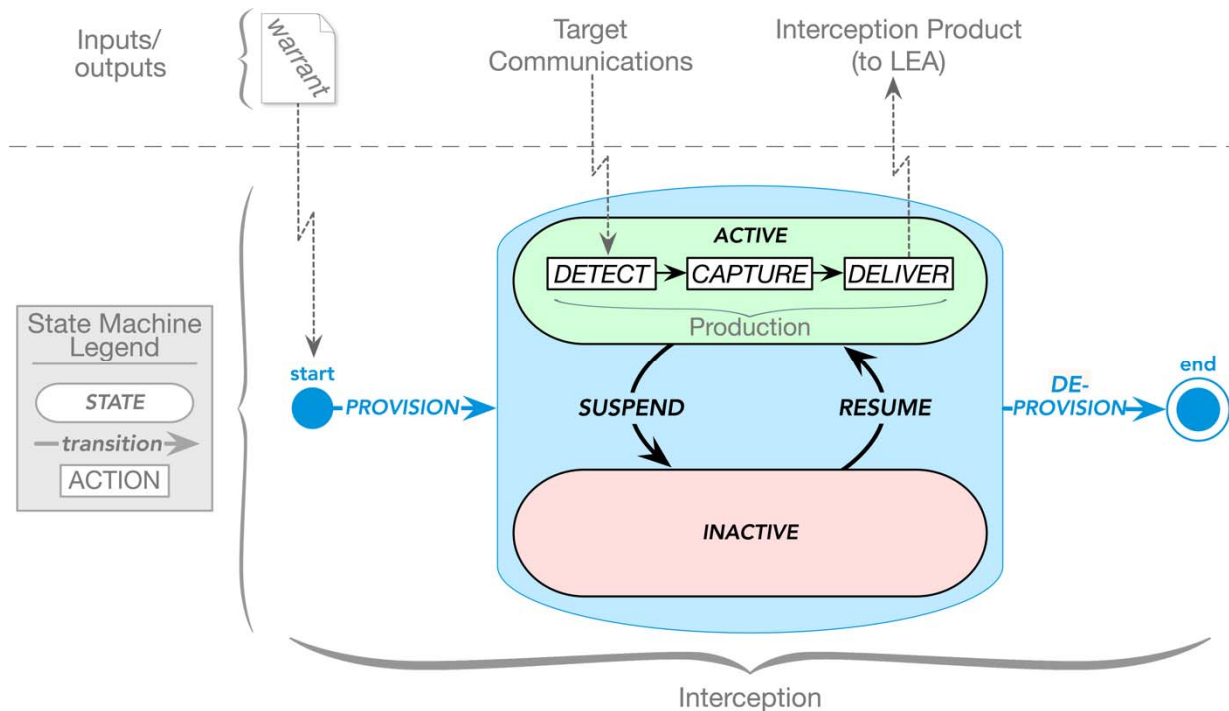 Inputs/
outputs
warrant
Target
Communications
Interception Product
(to LEA)
ACTIVE
DETECT
CAPTURE
DELIVER
Production
State Machine
Legend
STATE
transition
ACTION
start
PROVISION
SUSPEND
RESUME
DE-
PROVISION
end
INACTIVE
Interception